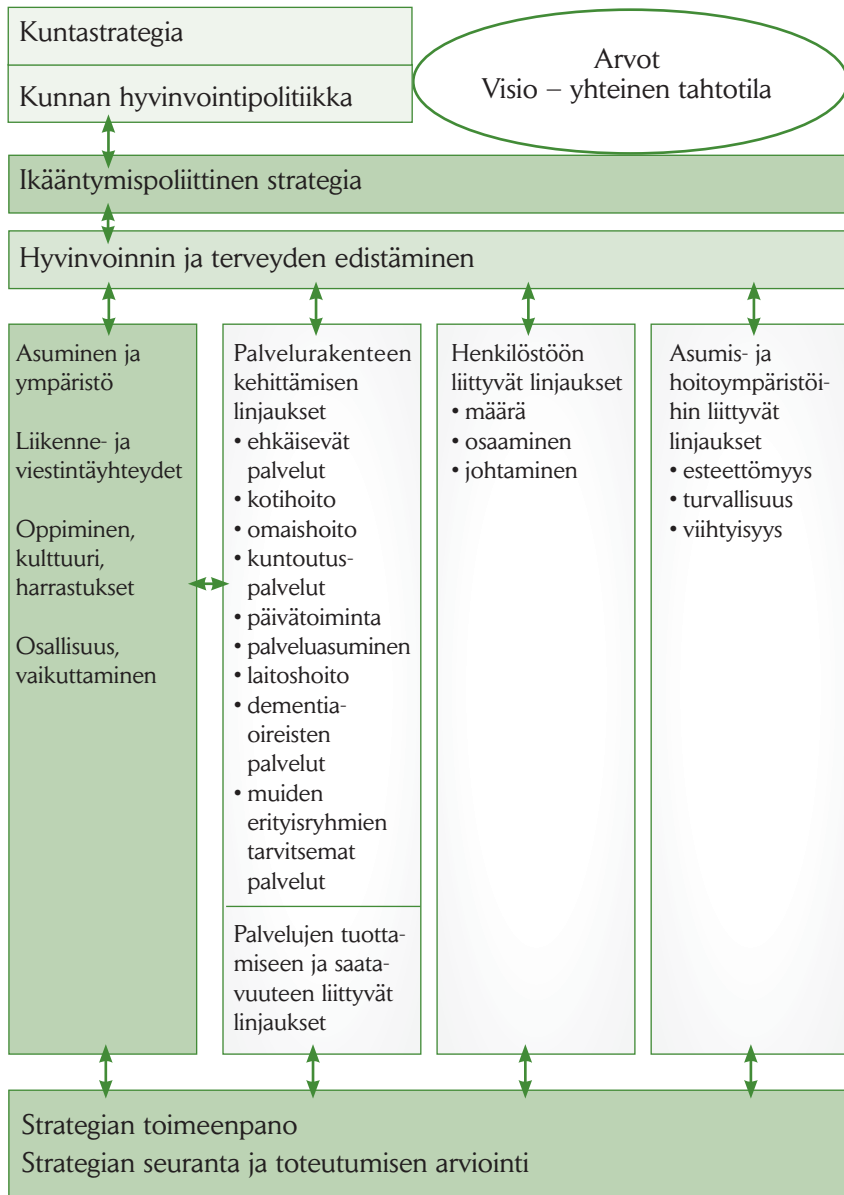 Kuntastrategia
Kunnan hyvinvointipolitiikka
Arvot
Visio – yhteinen tahtotila
Ikääntymispoliittinen strategia
Hyvinvoinnin ja terveyden edistäminen
Asuminen ja
ympäristö
Liikenne- ja
viestintäyhteydet
Oppiminen,
kulttuuri,
harrastukset
Osallisuus,
vaikuttaminen
Palvelurakenteen
kehittämisen
linjaukset
• ehkäisevät
palvelut
• kotihoito
• omaishoito
• kuntoutus-
palvelut
• päivätoiminta
• palveluasuminen
• laitoshoito
• dementia-
oireisten
palvelut
• muiden
erityisryhmien
tarvitsemat
palvelut
Palvelujen tuotta-
miseen ja saata-
vuuteen liittyvät
linjaukset
Henkilöstöön
liittyvät linjaukset
• määrä
• osaaminen
• johtaminen
Asumis- ja
hoitoympäristöi-
hin liittyvät
linjaukset
• esteettömyys
• turvallisuus
• viihtyisyys
Strategian toimeenpano
Strategian seuranta ja toteutumisen arviointi